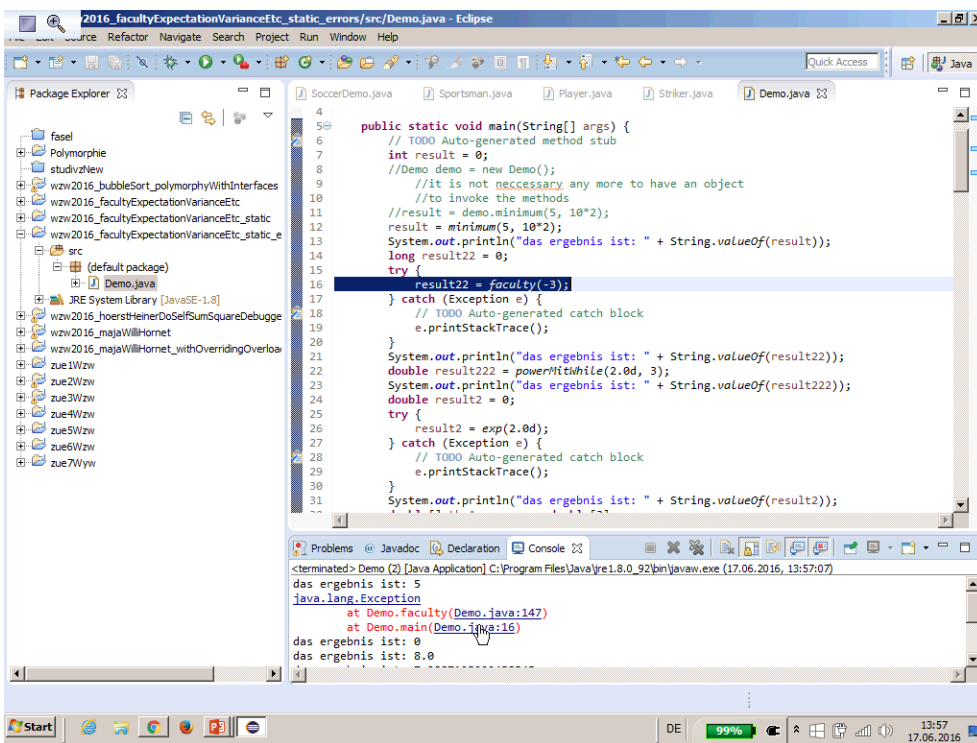 2016_facultyExpectationVarianceEtc_static_errors/src/Demo.java - Eclipse
Source Refactor Navigate Search Project Run Window Help
Quick Access
Java
Package Explorer
SoccerDemo.java
Sportsman.java
Player.java
Striker.java
Demo.java
fasel
Polymorphie
studivzNew
wzw2016_bubbleSort_polymorphyWithInterfaces
wzw2016_facultyExpectationVarianceEtc
wzw2016_facultyExpectationVarianceEtc_static
wzw2016_facultyExpectationVarianceEtc_static_e
src
(default package)
Demo.java
JRE System Library [JavaSE-1.8]
wzw2016_hoerstHeinerDoSelfSumSquareDebugge
wzw2016_majaWilliHornet
wzw2016_majaWilliHornet_withOverridingOverloa
zue1Wzw
zue2Wzw
zue3Wzw
zue4Wzw
zue5Wzw
zue6Wzw
zue7Wyw
4
5 public static void main(String[] args) {
6 // TODO Auto-generated method stub
7 int result = 0;
8 //Demo demo = new Demo();
9 //it is not neccessary any more to have an object
10 //to invoke the methods
11 //result = demo.minimum(5, 10*2);
12 result = minimum(5, 10*2);
13 System.out.println("das ergebnis ist: " + String.valueOf(result));
14 long result22 = 0;
15 try {
16 result22 = faculty(-3);
17 } catch (Exception e) {
18 // TODO Auto-generated catch block
19 e.printStackTrace();
20 }
21 System.out.println("das ergebnis ist: " + String.valueOf(result22));
22 double result222 = powerMitWhile(2.0d, 3);
23 System.out.println("das ergebnis ist: " + String.valueOf(result222));
24 double result2 = 0;
25 try {
26 result2 = exp(2.0d);
27 } catch (Exception e) {
28 // TODO Auto-generated catch block
29 e.printStackTrace();
30 }
31 System.out.println("das ergebnis ist: " + String.valueOf(result2));
Problems @ Javadoc Declaration Console
<terminated> Demo (2) [Java Application] C:\Program Files\Java\jre1.8.0_92\bin\javaw.exe (17.06.2016, 13:57:07)
das ergebnis ist: 5
java.lang.Exception
at Demo.faculty(Demo.java:147)
at Demo.main(Demo.java:16)
das ergebnis ist: 0
das ergebnis ist: 8.0
Start
DE
99%
13:57
17.06.2016